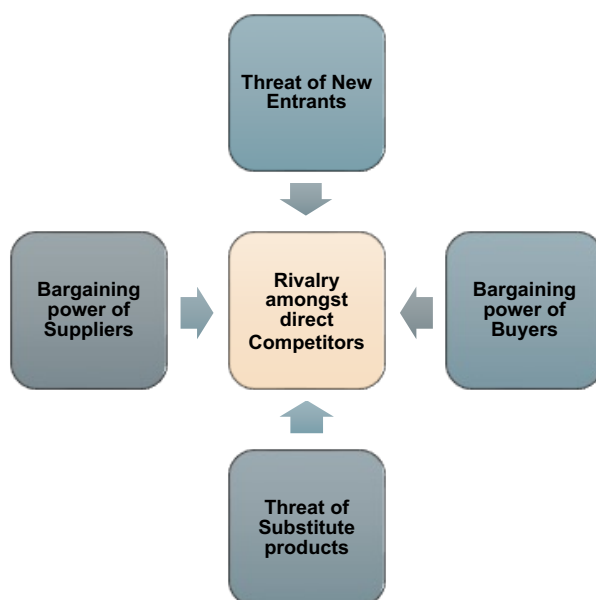 Threat of New
Entrants
Bargaining
power of
Suppliers
Rivalry
amongst
direct
Competitors
Bargaining
power of
Buyers
Threat of
Substitute
products